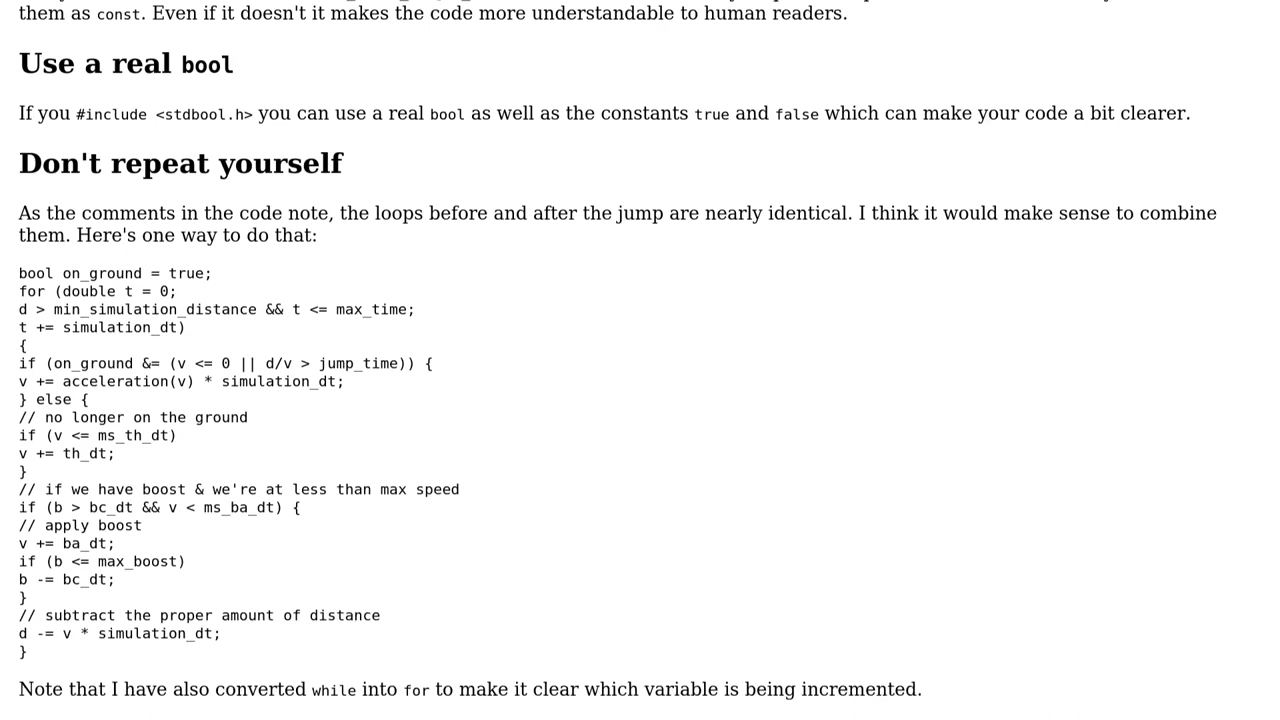 them as const. Even if it doesn't it makes the code more understandable to human readers.
Use a real bool
If you #include <stdbool.h> you can use a real bool as well as the constants true and false which can make your code a bit clearer.
Don't repeat yourself
As the comments in the code note, the loops before and after the jump are nearly identical. I think it would make sense to combine
them. Here's one way to do that:
bool on_ground = true;
for (double t = 0;
d > min_simulation_distance && t <= max_time;
t += simulation_dt)
{
if (on_ground &= (v <= 0 || d/v > jump_time)) {
v += acceleration(v) * simulation_dt;
} else {
// no longer on the ground
if (v <= ms_th_dt)
v += th_dt;
}
// if we have boost & we're at less than max speed
if (b > bc_dt && v < ms_ba_dt) {
// apply boost
v += ba_dt;
if (b <= max_boost)
b -= bc_dt;
}
// subtract the proper amount of distance
d -= v * simulation_dt;
}
Note that I have also converted while into for to make it clear which variable is being incremented.